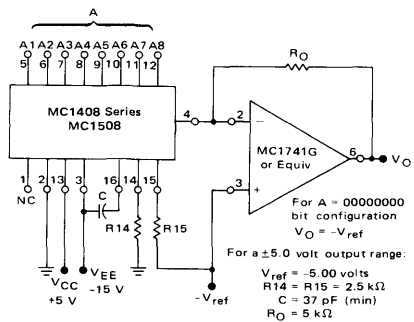 A
A1 A2 A3 A4 A5 A6 A7 A8
5 6 7 8 9 10 11 12
MC1408 Series
MC1508
4
RO
2
−
MC1741G
or Equiv
6
VO
3
+
1 2 13 3 16 14 15
NC
C
R14
R15
VCC
+5 V
VEE
-15 V
−Vref
For A = 00000000
bit configuration
VO = −Vref
For a ±5.0 volt output range:
Vref = -5.00 volts
R14 = R15 = 2.5 kΩ
C = 37 pF (min)
RO = 5 kΩ